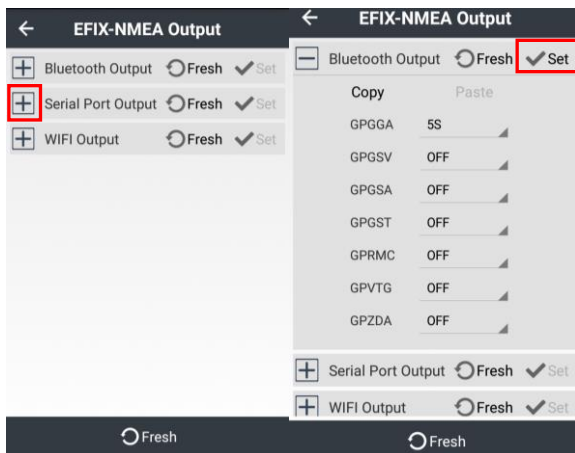 EFIX-NMEA Output
Bluetooth Output Fresh Set
Serial Port Output Fresh Set
WIFI Output Fresh Set
Fresh
EFIX-NMEA Output
Bluetooth Output Fresh Set
Copy Paste
GPGGA 5S
GPGSV OFF
GPGSA OFF
GPGST OFF
GPRMC OFF
GPVTG OFF
GPZDA OFF
Serial Port Output Fresh Set
WIFI Output Fresh Set
Fresh